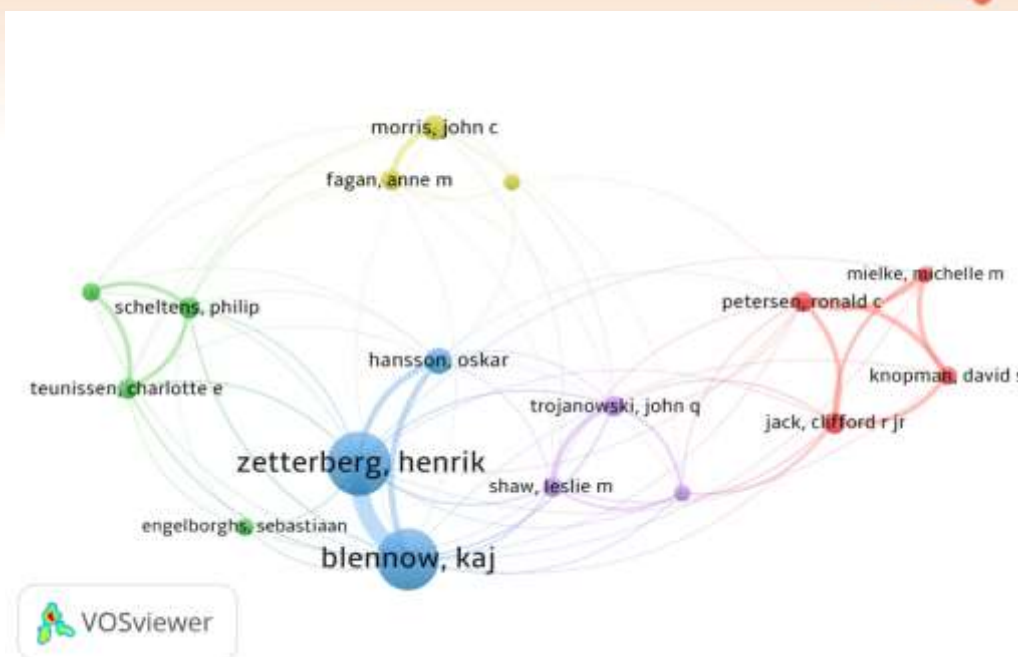 morris, john c
fagan, anne m
mielke, michelle m
petersen, ronald c
scheltens, philip
hansson, oskar
knopman, david s
teunissen, charlotte e
trojanowski, john q
jack, clifford r jr
zetterberg, henrik
shaw, leslie m
engelborghs, sebastiaan
blennow, kaj
VOSviewer